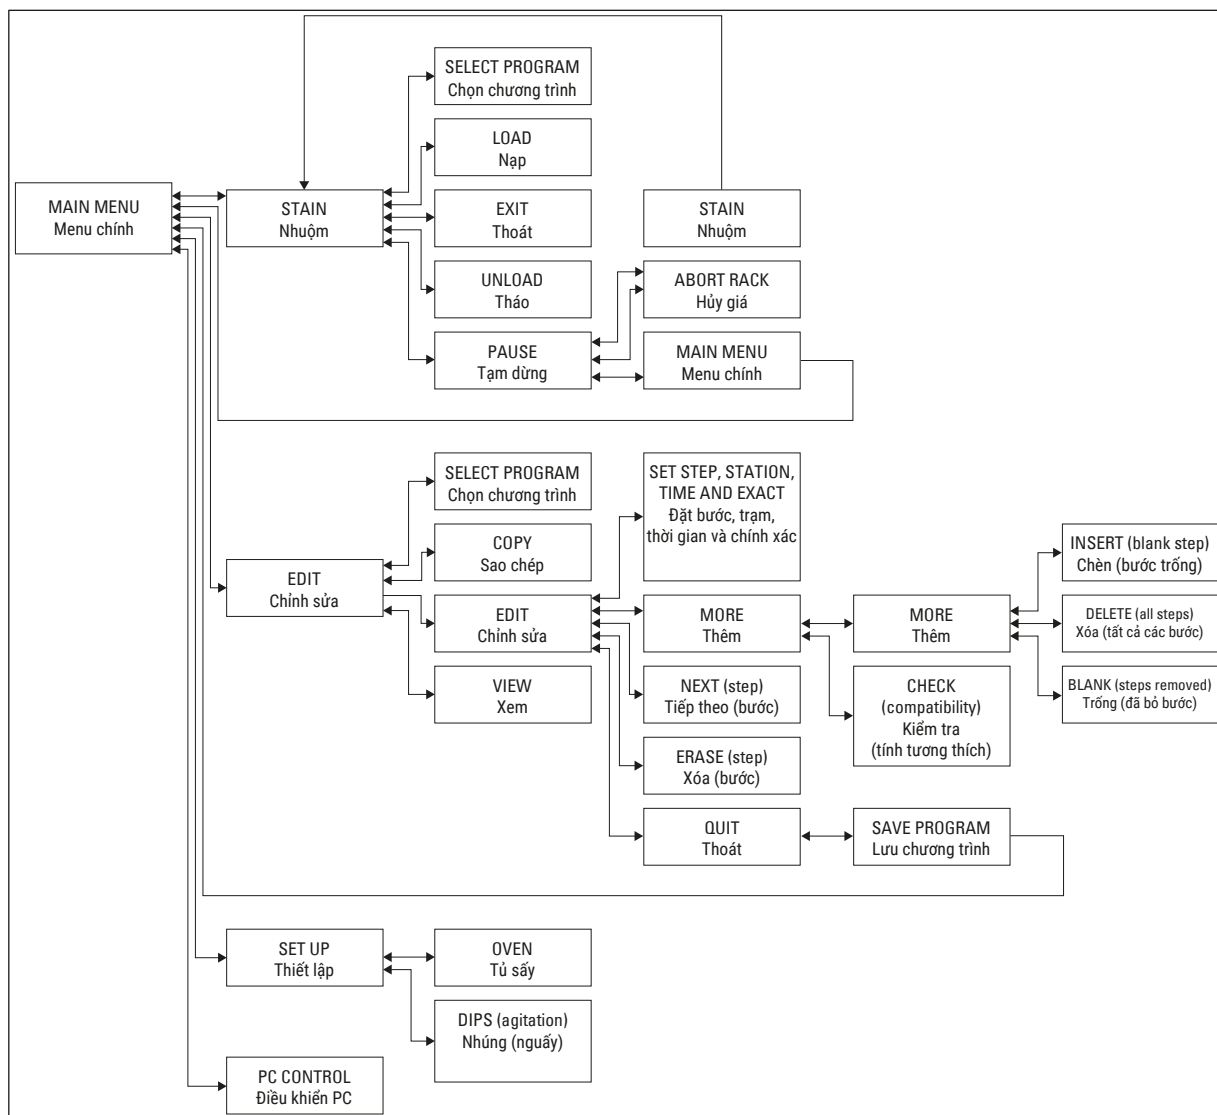 SELECT PROGRAM
Chọn chương trình
LOAD
Nạp
MAIN MENU
Menu chính
STAIN
Nhuộm
EXIT
Thoát
STAIN
Nhuộm
UNLOAD
Tháo
ABORT RACK
Hủy giá
PAUSE
Tạm dừng
MAIN MENU
Menu chính
SELECT PROGRAM
Chọn chương trình
SET STEP, STATION,
TIME AND EXACT
Đặt bước, trạm,
thời gian và chính xác
COPY
Sao chép
INSERT (blank step)
Chèn (bước trống)
EDIT
Chỉnh sửa
EDIT
Chỉnh sửa
MORE
Thêm
MORE
Thêm
DELETE (all steps)
Xóa (tất cả các bước)
VIEW
Xem
NEXT (step)
Tiếp theo (bước)
CHECK
(compatibility)
Kiểm tra
(tính tương thích)
BLANK (steps removed)
Trống (đã bỏ bước)
ERASE (step)
Xóa (bước)
QUIT
Thoát
SAVE PROGRAM
Lưu chương trình
SET UP
Thiết lập
OVEN
Tủ sấy
DIPS (agitation)
Nhúng (nguấy)
PC CONTROL
Điều khiển PC